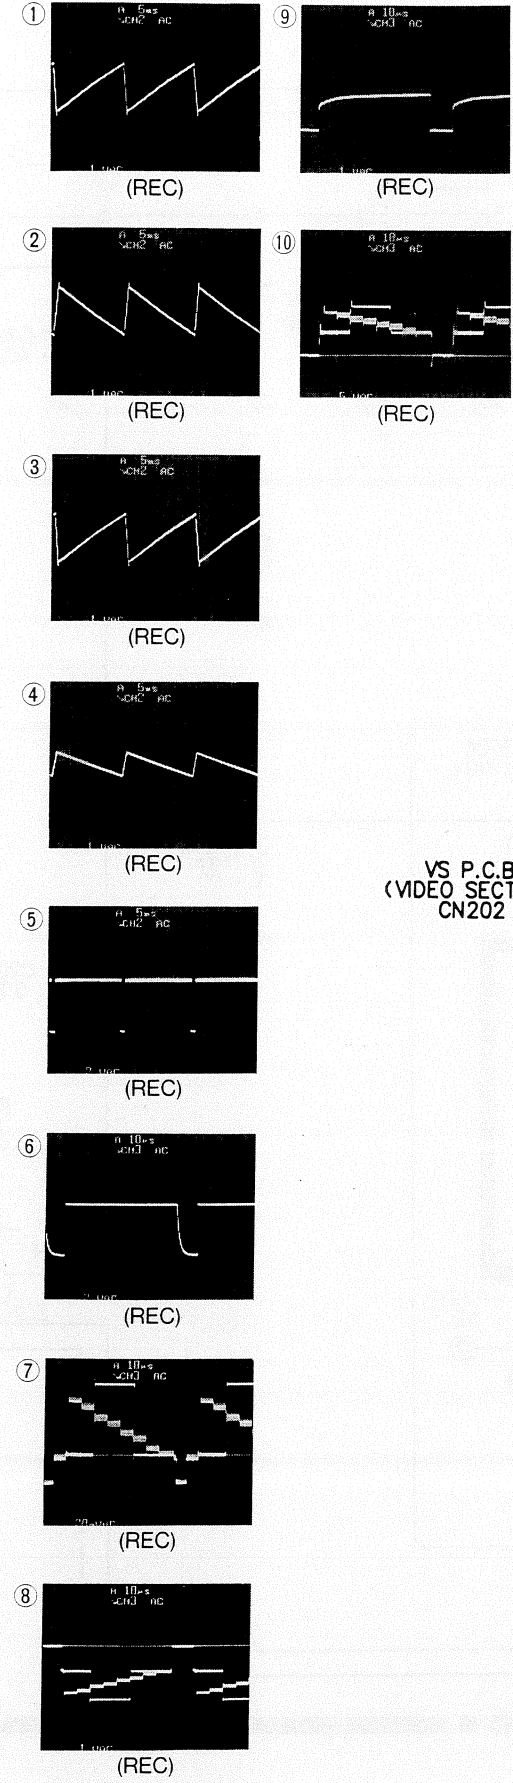 ①
A 5ms
CH2 AC
(REC)
②
A 5ms
CH2 AC
(REC)
③
A 5ms
CH2 AC
(REC)
④
A 5ms
CH2 AC
(REC)
⑤
A 5ms
CH2 AC
(REC)
⑥
A 10μs
CH3 AC
(REC)
⑦
A 10μs
CH3 AC
(REC)
⑧
A 10μs
CH3 AC
(REC)
⑨
A 10μs
CH3 AC
(REC)
⑩
A 10μs
CH3 AC
(REC)
VS P.C.B
(VIDEO SECT
CN202